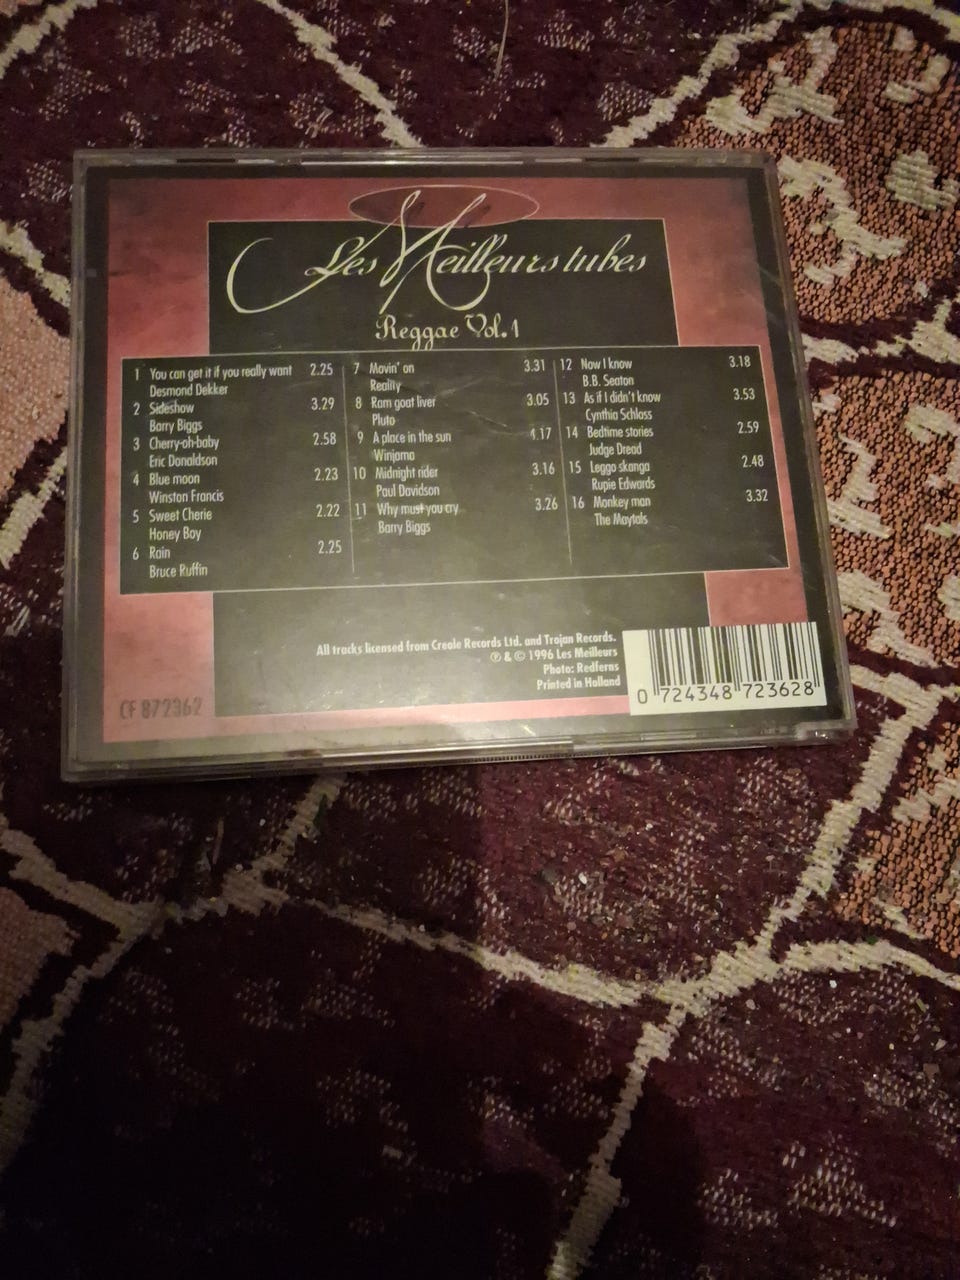 Les Meilleurs tubes
Reggae Vol.1
1 You can get it if you really want 2.25
Desmond Dekker
2 Sideshow 3.29
Barry Biggs
3 Cherry-oh-baby 2.58
Eric Donaldson
4 Blue moon 2.23
Winston Francis
5 Sweet Cherie 2.22
Honey Boy
6 Rain 2.25
Bruce Ruffin
7 Movin' on 3.31
Reality
8 Ram goat liver 3.05
Pluto
9 A place in the sun 4.17
Winjama
10 Midnight rider 3.16
Paul Davidson
11 Why must you cry 3.26
Barry Biggs
12 Now I know 3.18
B.B. Seaton
13 As if I didn't know 3.53
Cynthia Schloss
14 Bedtime stories 2.59
Judge Dread
15 Leggo skanga 2.48
Rupie Edwards
16 Monkey man 3.32
The Maytals
All tracks licensed from Creole Records Ltd. and Trojan Records.
℗ & © 1996 Les Meilleurs
Photo: Redferns
Printed in Holland
0 724348 723628
CF 872362